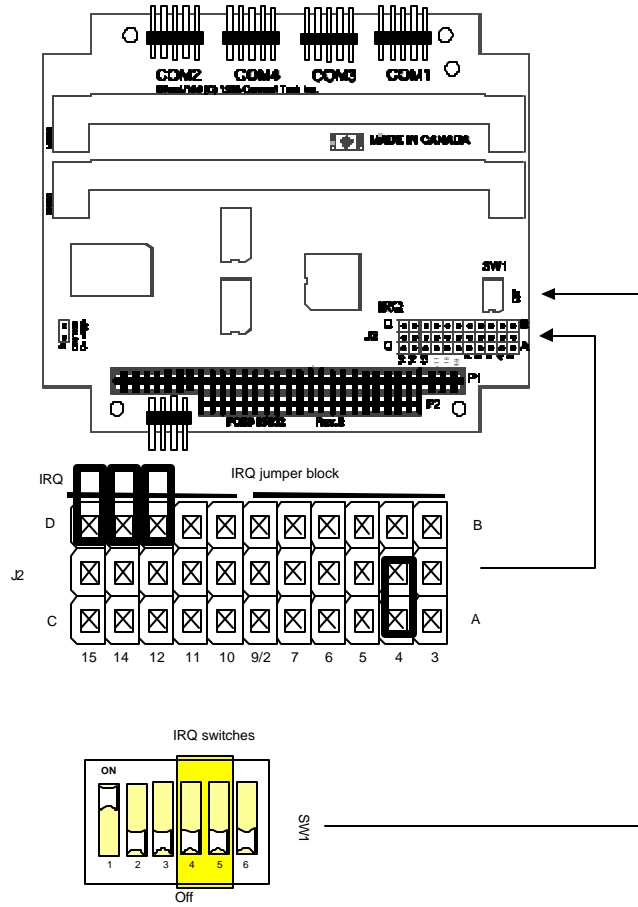 COM2 COM4 COM3 COM1
MADE IN CANADA
SW1
IRQ
J2
B
A
P1
P2
IRQ IRQ jumper block
D B
J2
C A
15 14 12 11 10 9/2 7 6 5 4 3
IRQ switches
ON
1 2 3 4 5 6
SW1
Off